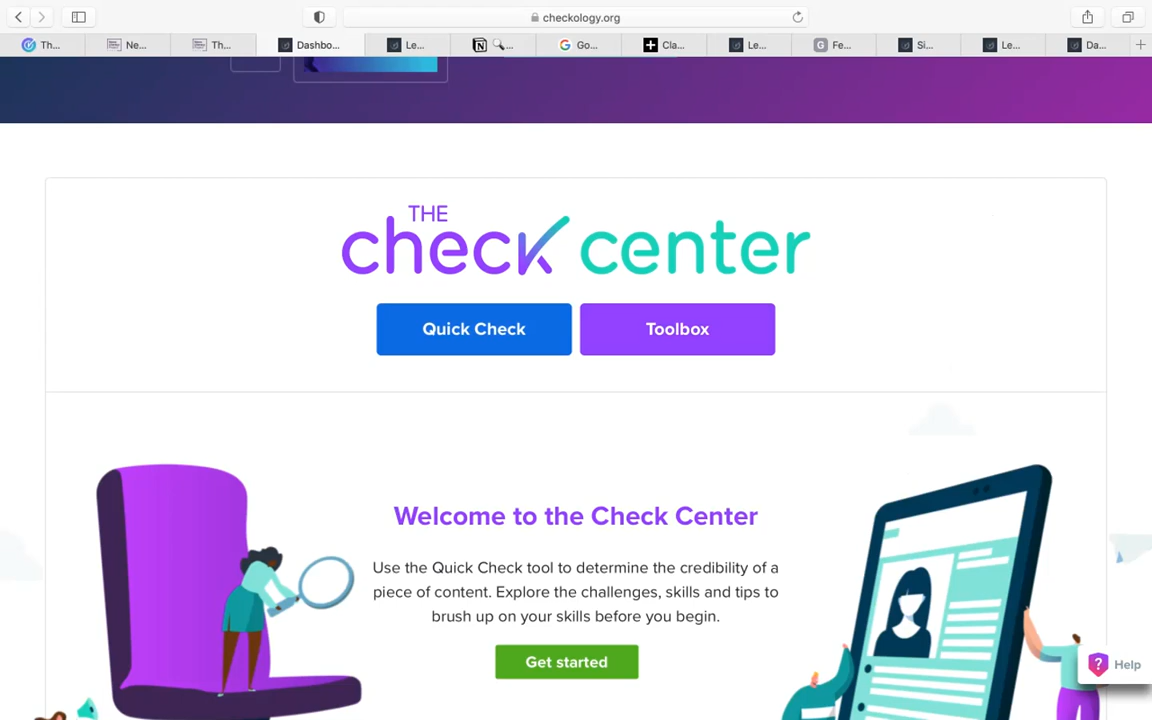 checkology.org
Th...
Ne...
Th...
Dashbo...
Le...
...
Go...
Cla...
Le...
Fe...
Si...
Le...
Da...
THE
check center
Quick Check
Toolbox
Welcome to the Check Center
Use the Quick Check tool to determine the credibility of a
piece of content. Explore the challenges, skills and tips to
brush up on your skills before you begin.
Get started
Help